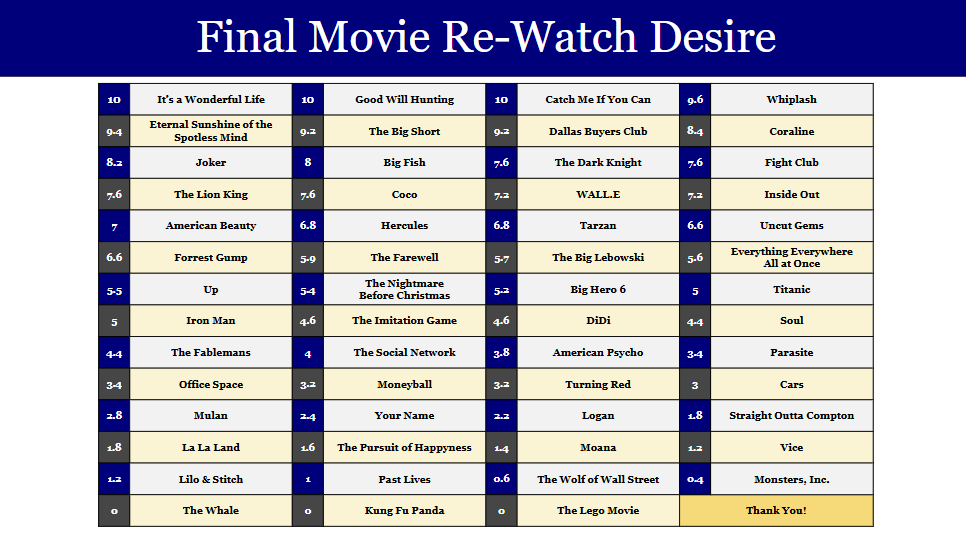 Final Movie Re-Watch Desire
10 It's a Wonderful Life 10 Good Will Hunting 10 Catch Me If You Can 9.6 Whiplash
9.4 Eternal Sunshine of the
Spotless Mind 9.2 The Big Short 9.2 Dallas Buyers Club 8.4 Coraline
8.2 Joker 8 Big Fish 7.6 The Dark Knight 7.6 Fight Club
7.6 The Lion King 7.6 Coco 7.2 WALL.E 7.2 Inside Out
7 American Beauty 6.8 Hercules 6.8 Tarzan 6.6 Uncut Gems
6.6 Forrest Gump 5.9 The Farewell 5.7 The Big Lebowski 5.6 Everything Everywhere
All at Once
5.5 Up 5.4 The Nightmare
Before Christmas 5.2 Big Hero 6 5 Titanic
5 Iron Man 4.6 The Imitation Game 4.6 DiDi 4.4 Soul
4.4 The Fablemans 4 The Social Network 3.8 American Psycho 3.4 Parasite
3.4 Office Space 3.2 Moneyball 3.2 Turning Red 3 Cars
2.8 Mulan 2.4 Your Name 2.2 Logan 1.8 Straight Outta Compton
1.8 La La Land 1.6 The Pursuit of Happyness 1.4 Moana 1.2 Vice
1.2 Lilo & Stitch 1 Past Lives 0.6 The Wolf of Wall Street 0.4 Monsters, Inc.
0 The Whale 0 Kung Fu Panda 0 The Lego Movie Thank You!